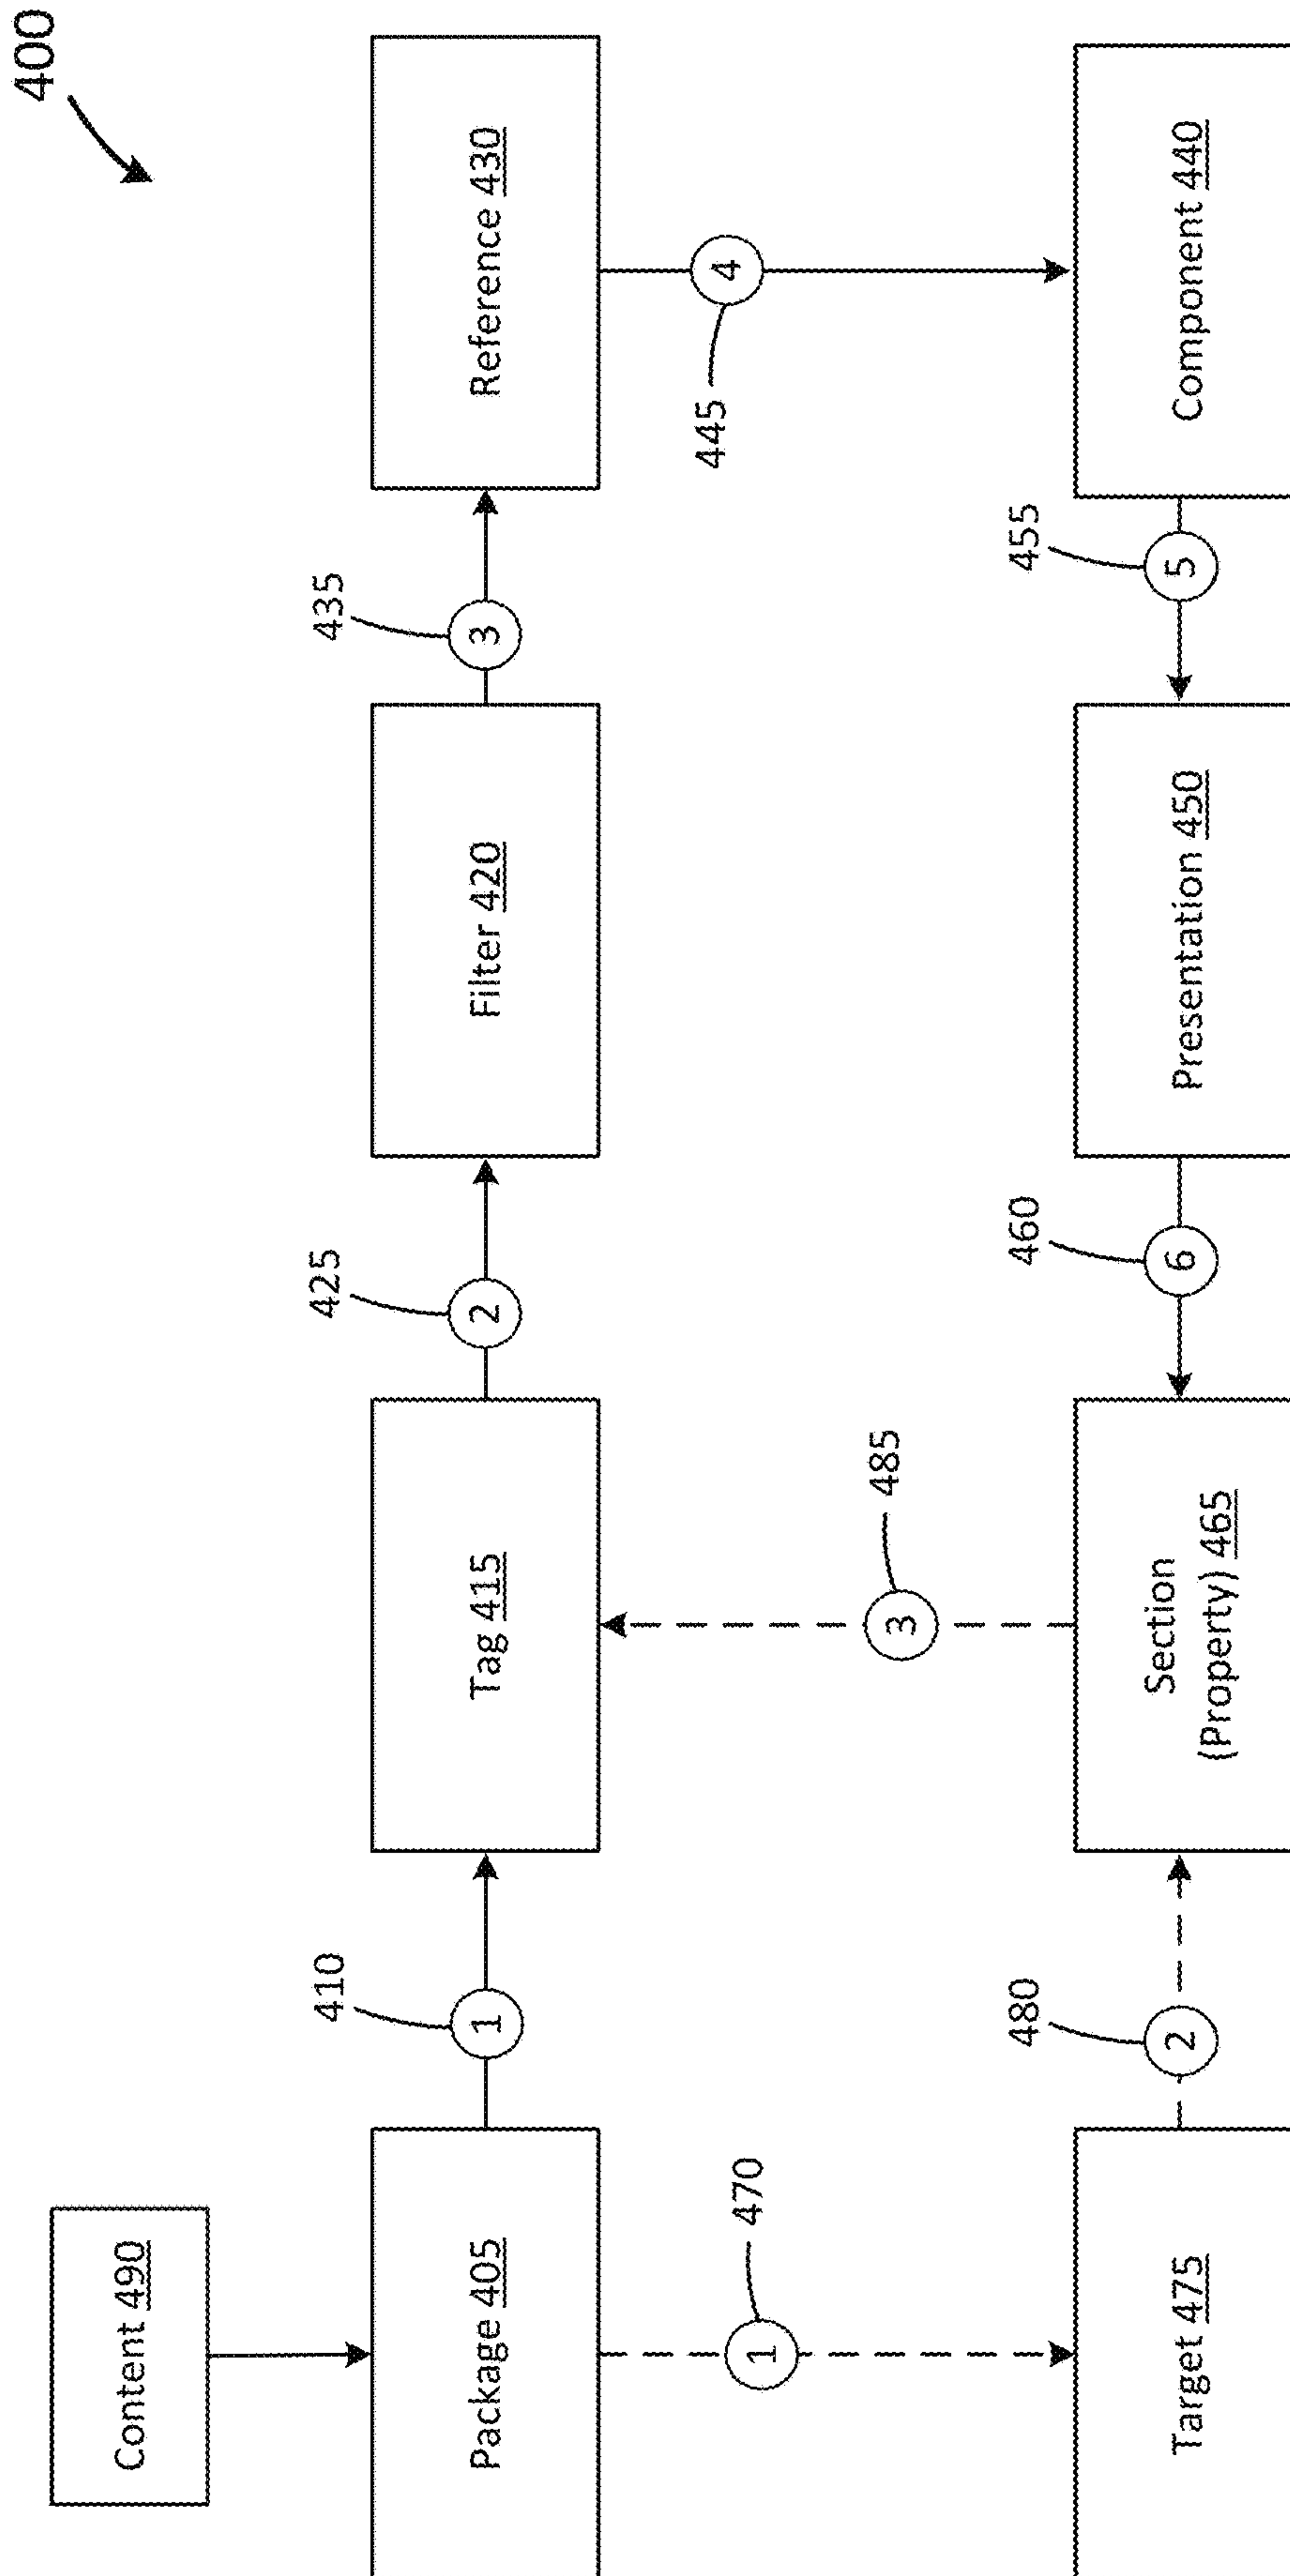 400
Content 490
Package 405
1
410
Tag 415
2
425
Filter 420
3
435
Reference 430
1
470
3
485
4
445
Target 475
2
480
Section
(Property) 465
6
460
Presentation 450
5
455
Component 440